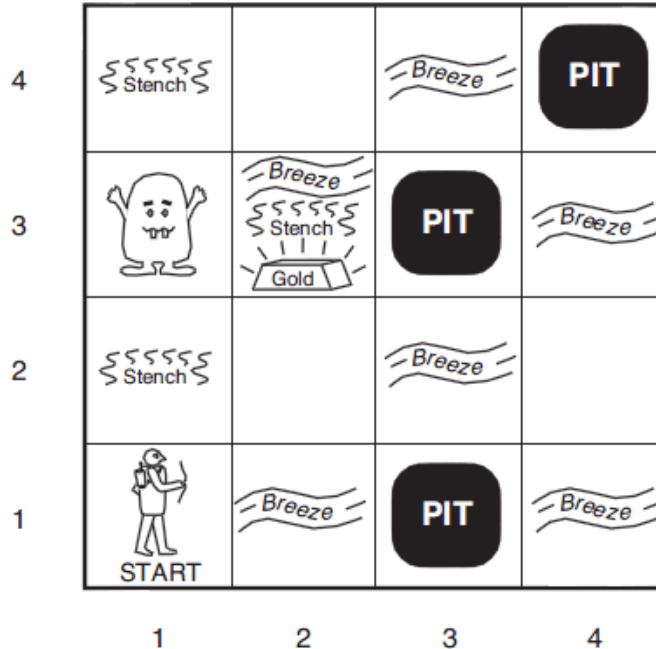 4
Stench
Breeze
PIT
3
Breeze
Stench
Gold
PIT
Breeze
2
Stench
Breeze
1
START
Breeze
PIT
Breeze
1 2 3 4